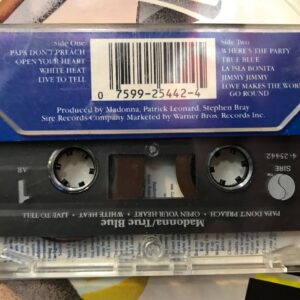 Side One
PAPA DON'T PREACH
OPEN YOUR HEART
WHITE HEAT
LIVE TO TELL
0 7599-25442-4
Side Two
WHERE'S THE PARTY
TRUE BLUE
LA ISLA BONITA
JIMMY JIMMY
LOVE MAKES THE WORLD
GO ROUND
Produced by Madonna, Patrick Leonard, Stephen Bray
Sire Records Company Marketed by Warner Bros. Records Inc.
Madonna/True Blue
PAPA DON'T PREACH • OPEN YOUR HEART • WHITE HEAT • LIVE TO TELL
1
AB
SIRE
4-25442